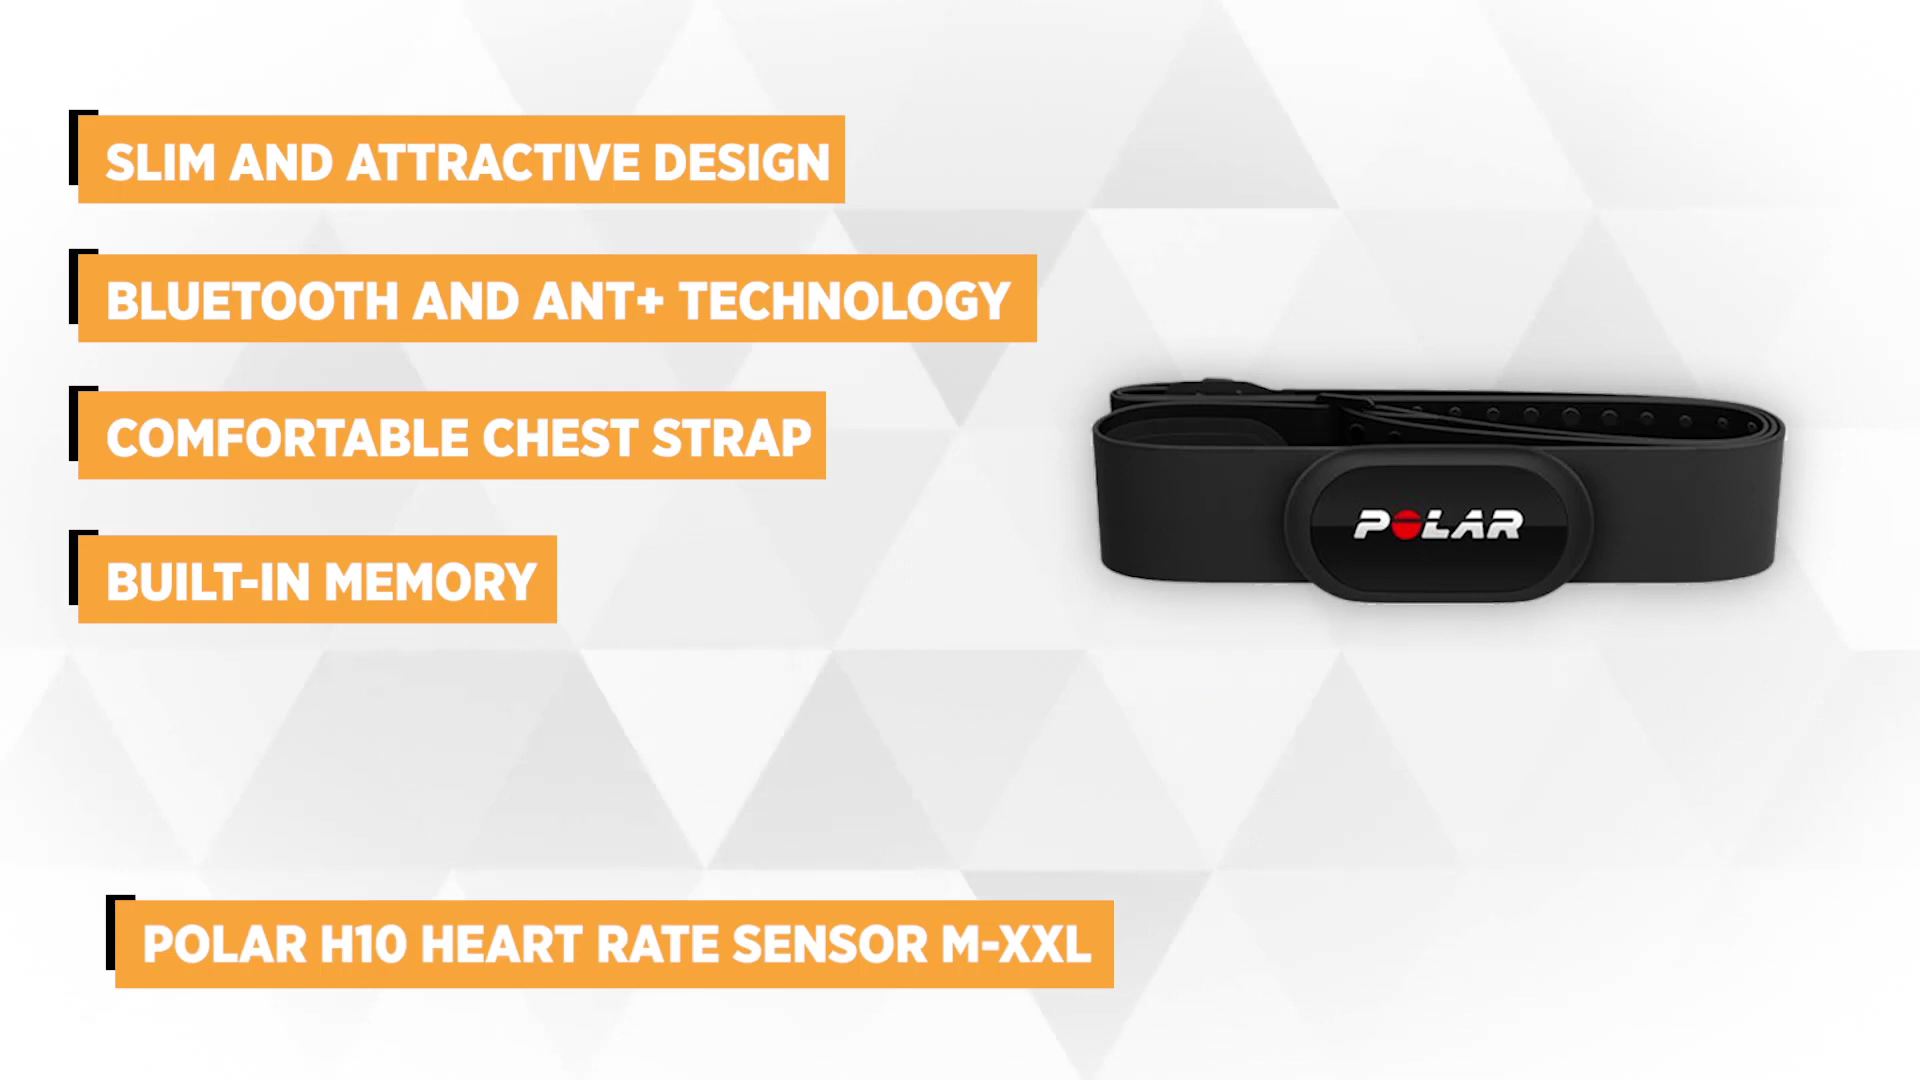 SLIM AND ATTRACTIVE DESIGN
BLUETOOTH AND ANT+ TECHNOLOGY
COMFORTABLE CHEST STRAP
BUILT-IN MEMORY
POLAR
POLAR H10 HEART RATE SENSOR M-XXL